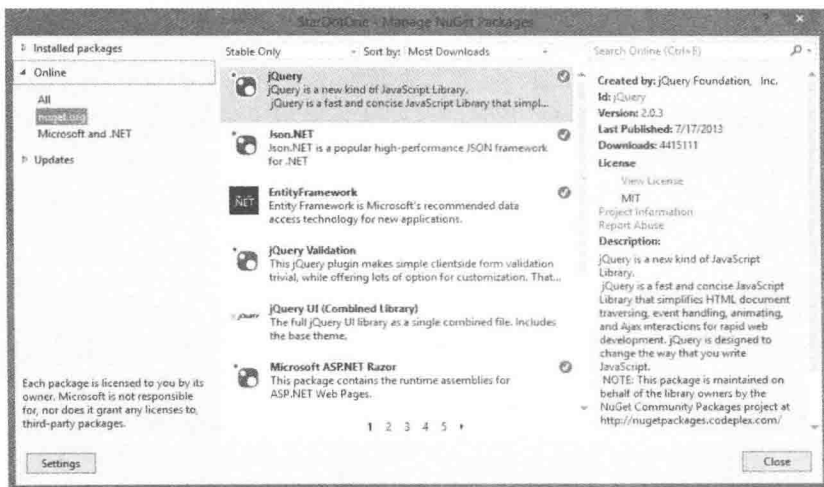 StarDotOne - Manage NuGet Packages
? ×
Installed packages
Online
All
nuget.org
Microsoft and .NET
Updates
Each package is licensed to you by its
owner. Microsoft is not responsible
for, nor does it grant any licenses to,
third-party packages.
Settings
Stable Only
Sort by: Most Downloads
jQuery
jQuery is a new kind of JavaScript Library.
jQuery is a fast and concise JavaScript Library that simpl...
Json.NET
Json.NET is a popular high-performance JSON framework
for .NET
.NET
EntityFramework
Entity Framework is Microsoft's recommended data
access technology for new applications.
jQuery Validation
This jQuery plugin makes simple clientside form validation
trivial, while offering lots of option for customization. That...
jQuery
jQuery UI (Combined Library)
The full jQuery UI library as a single combined file. Includes
the base theme.
Microsoft ASP.NET Razor
This package contains the runtime assemblies for
ASP.NET Web Pages.
1 2 3 4 5
Search Online (Ctrl+E)
Created by: jQuery Foundation, Inc.
Id: jQuery
Version: 2.0.3
Last Published: 7/17/2013
Downloads: 4415111
License
View License
MIT
Project Information
Report Abuse
Description:
jQuery is a new kind of JavaScript
Library.
jQuery is a fast and concise JavaScript
Library that simplifies HTML document
traversing, event handling, animating,
and Ajax interactions for rapid web
development. jQuery is designed to
change the way that you write
JavaScript.
NOTE: This package is maintained on
behalf of the library owners by the
NuGet Community Packages project at
http://nugetpackages.codeplex.com/
Close